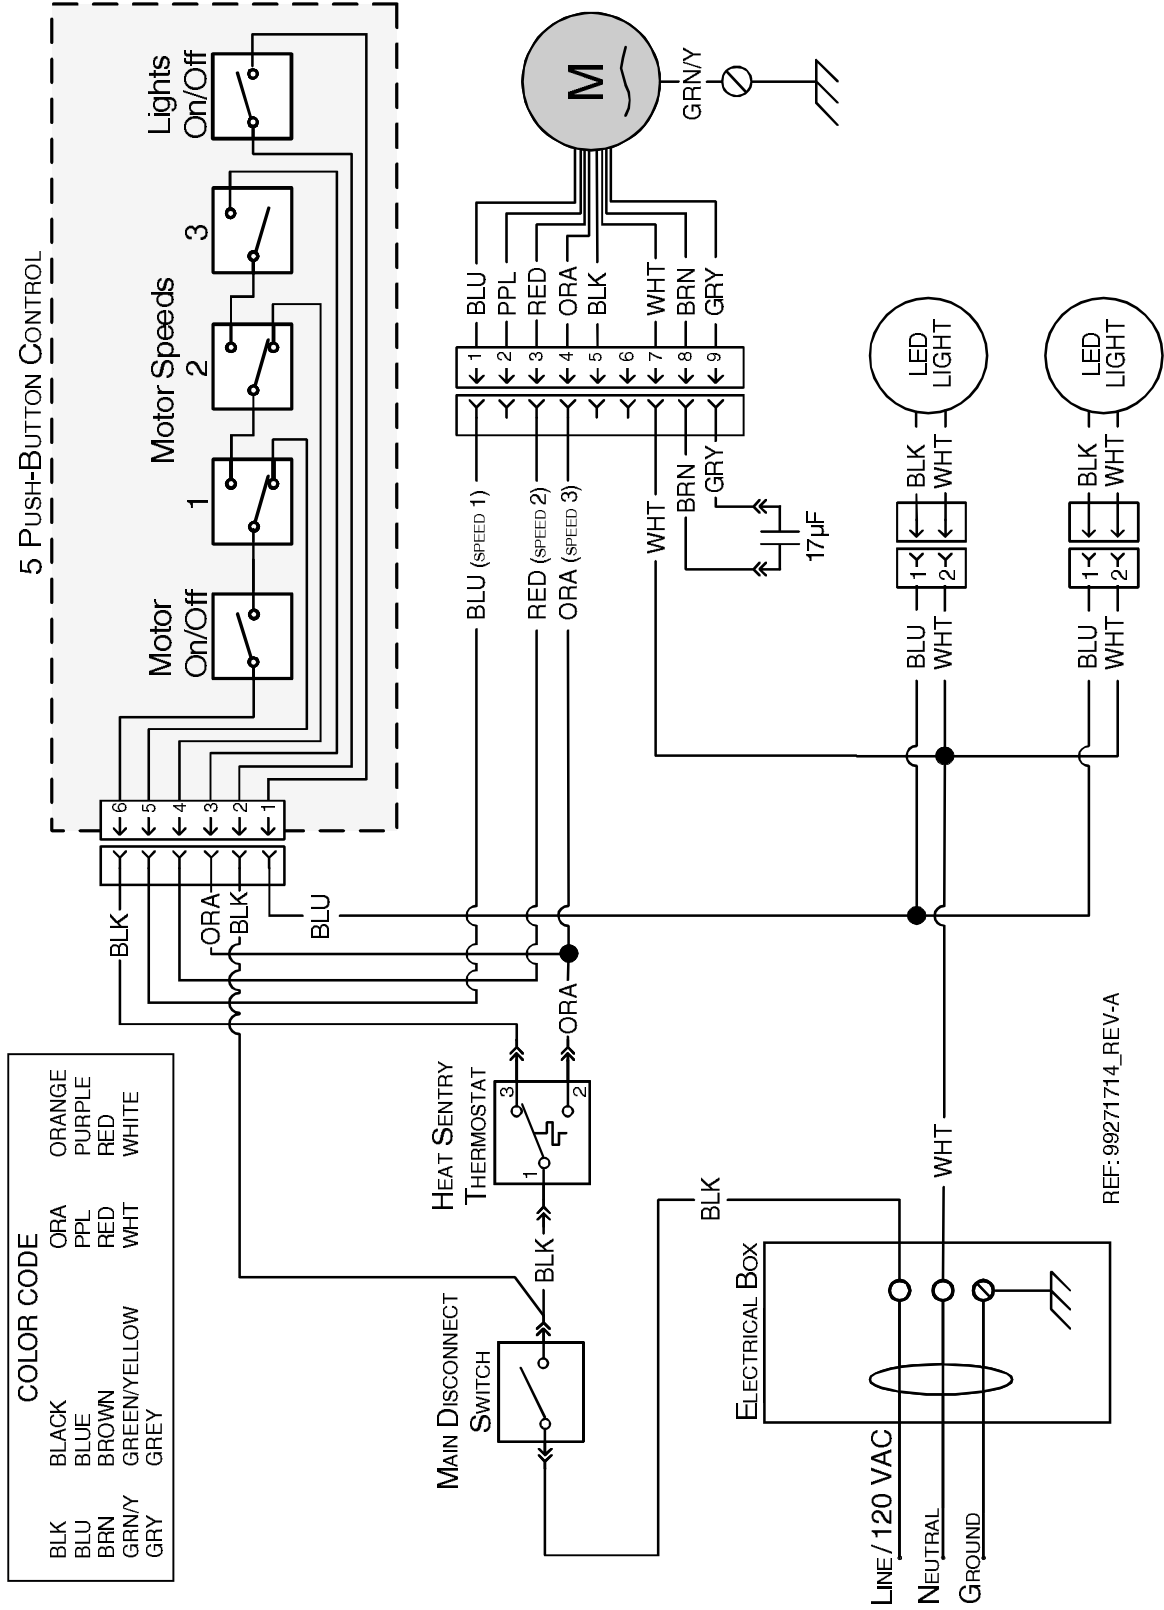 5 PUSH-BUTTON CONTROL
Motor
On/Off
Motor Speeds
1
2
3
Lights
On/Off
6
5
4
3
2
1
BLK
ORA
BLK
BLU
COLOR CODE
BLK BLACK ORA ORANGE
BLU BLUE PPL PURPLE
BRN BROWN RED RED
GRN/Y GREEN/YELLOW WHT WHITE
GRY GREY
M
GRN/Y
BLU
PPL
RED
ORA
BLK
WHT
BRN
GRY
1
2
3
4
5
6
7
8
9
BLU (SPEED 1)
RED (SPEED 2)
ORA (SPEED 3)
WHT
BRN
GRY
17µF
HEAT SENTRY
THERMOSTAT
3
2
1
ORA
BLK
MAIN DISCONNECT
SWITCH
BLK
LED
LIGHT
BLK
WHT
1
2
BLU
WHT
LED
LIGHT
BLK
WHT
1
2
BLU
WHT
WHT
ELECTRICAL BOX
LINE / 120 VAC
NEUTRAL
GROUND
REF: 99271714_REV-A